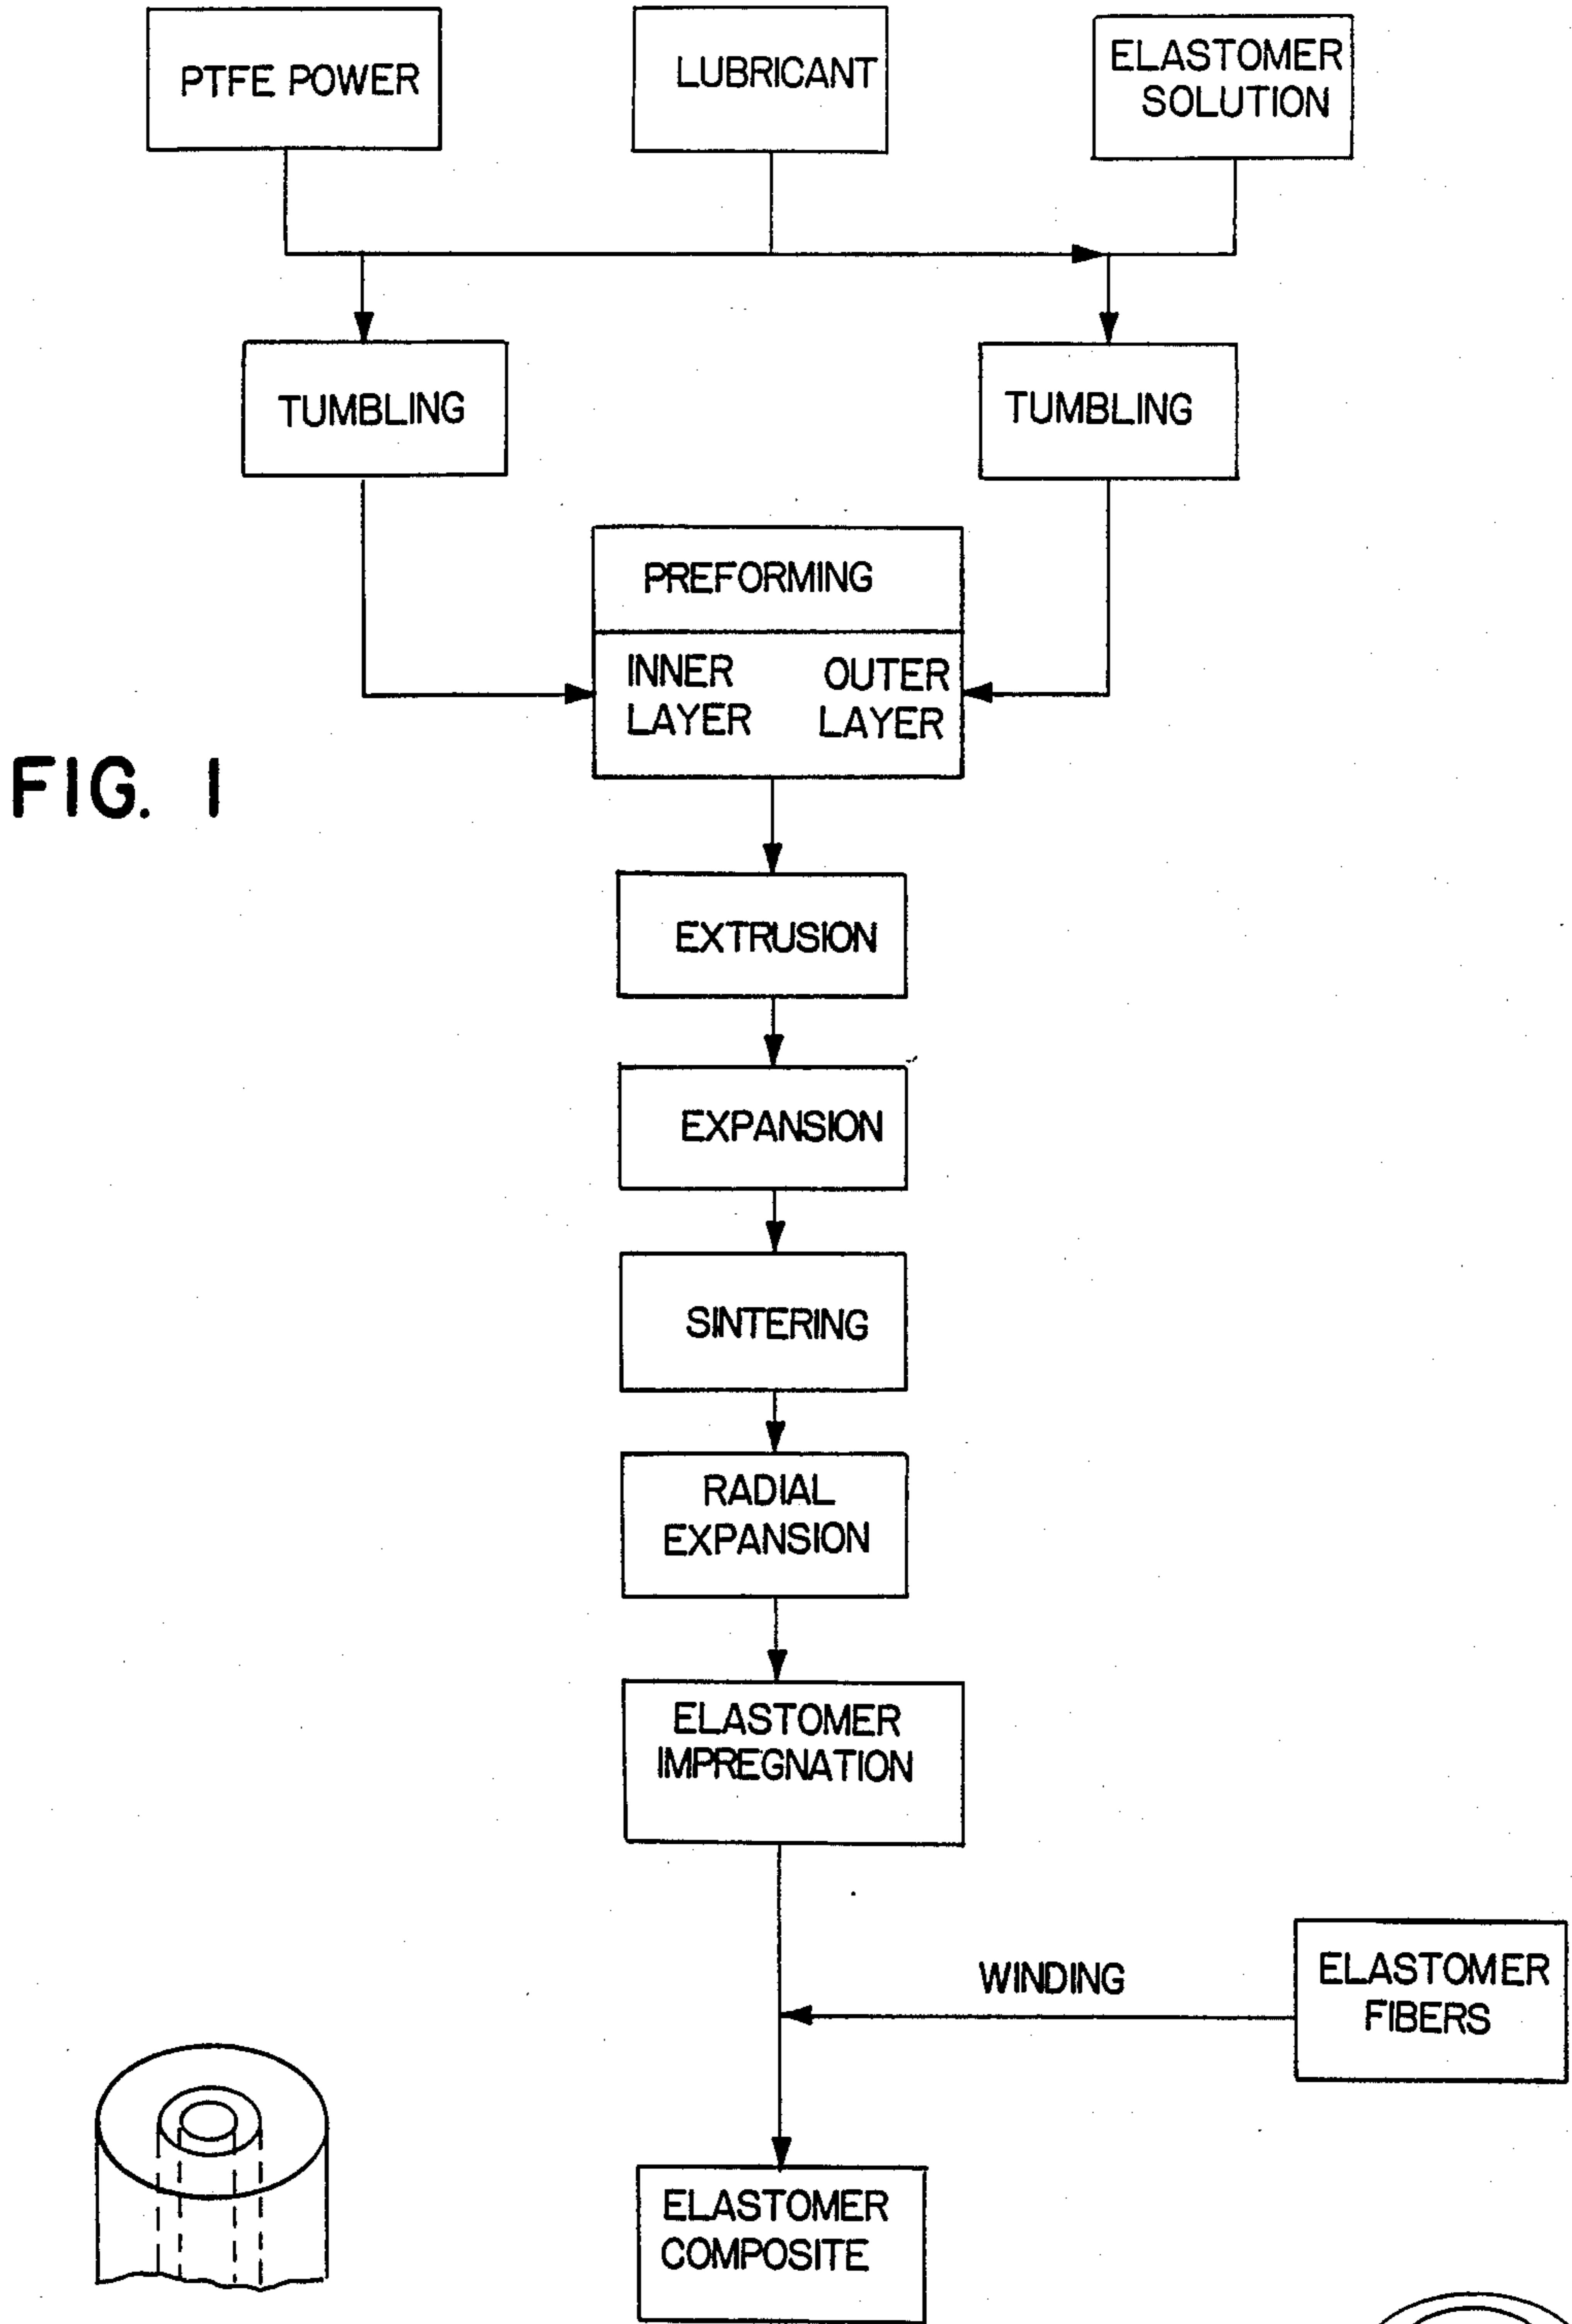 PTFE POWER
LUBRICANT
ELASTOMER
SOLUTION
TUMBLING
TUMBLING
PREFORMING
INNER
LAYER
OUTER
LAYER
FIG. 1
EXTRUSION
EXPANSION
SINTERING
RADIAL
EXPANSION
ELASTOMER
IMPREGNATION
WINDING
ELASTOMER
FIBERS
ELASTOMER
COMPOSITE